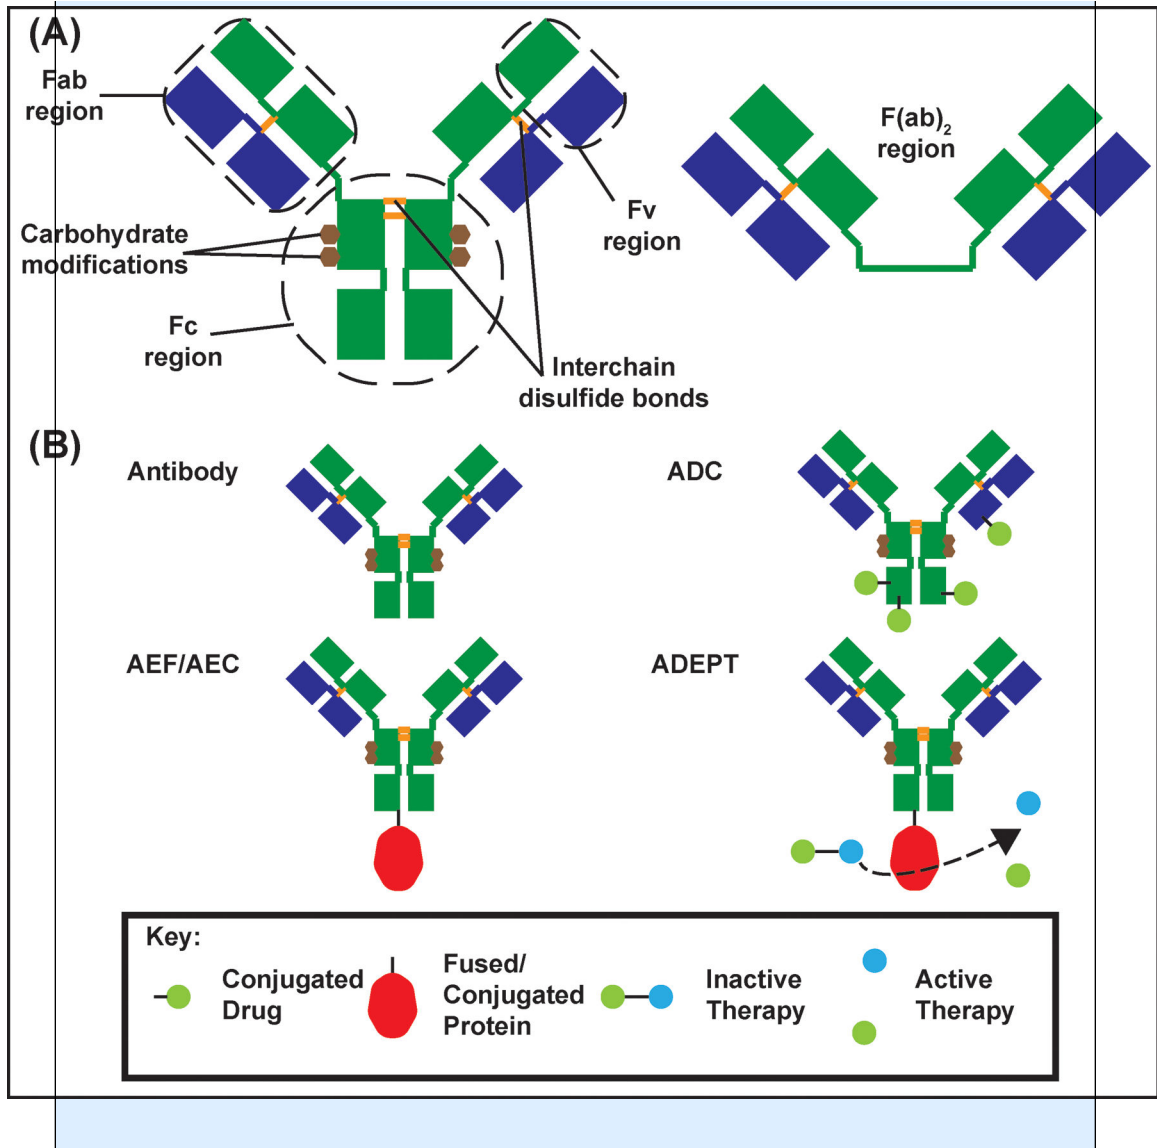 (A)
Fab
region
F(ab)₂
region
Fv
region
Carbohydrate
modifications
Fc
region
Interchain
disulfide bonds
(B)
Antibody
ADC
AEF/AEC
ADEPT
Key:
Conjugated
Drug
Fused/
Conjugated
Protein
Inactive
Therapy
Active
Therapy